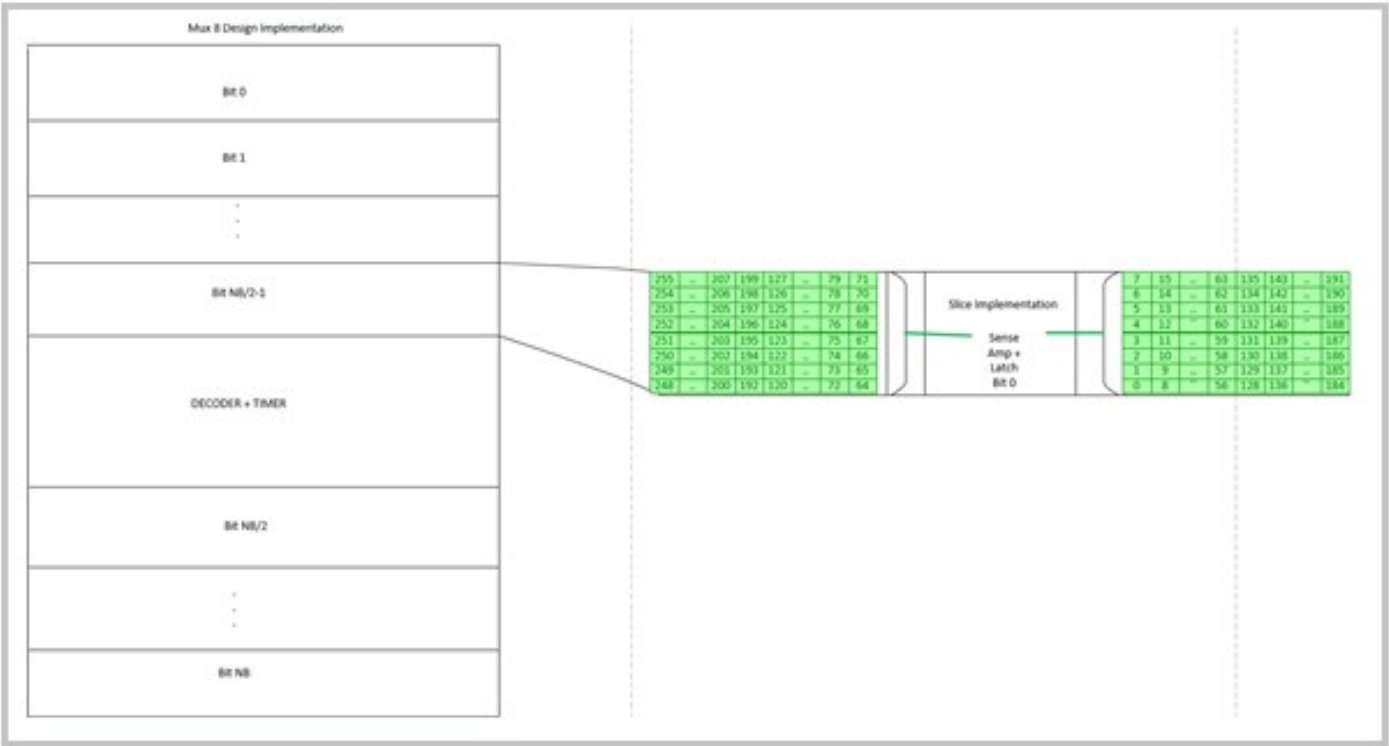 Mux 8 Design Implementation
Bit 0
Bit 1
.
.
.
Bit NB/2-1
DECODER + TIMER
Bit NB/2
.
.
.
Bit NB
255 .. 207 199 127 .. 79 71
254 .. 206 198 126 .. 78 70
253 .. 205 197 125 .. 77 69
252 .. 204 196 124 .. 76 68
251 .. 203 195 123 .. 75 67
250 .. 202 194 122 .. 74 66
249 .. 201 193 121 .. 73 65
248 .. 200 192 120 .. 72 64
Slice Implementation
Sense
Amp +
Latch
Bit 0
7 15 .. 63 135 143 .. 191
6 14 .. 62 134 142 .. 190
5 13 .. 61 133 141 .. 189
4 12 .. 60 132 140 .. 188
3 11 .. 59 131 139 .. 187
2 10 .. 58 130 138 .. 186
1 9 .. 57 129 137 .. 185
0 8 .. 56 128 136 .. 184